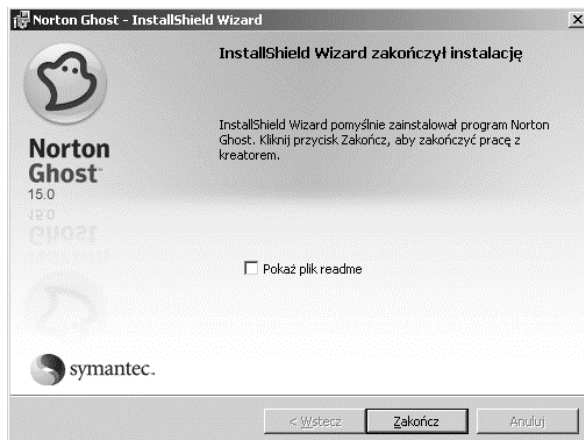 Norton Ghost - InstallShield Wizard
InstallShield Wizard zakończył instalację
InstallShield Wizard pomyślnie zainstalował program Norton
Ghost. Kliknij przycisk Zakończ, aby zakończyć pracę z
kreatorem.
Norton
Ghost™
15.0
Pokaż plik readme
symantec.
< Wstecz
Zakończ
Anuluj